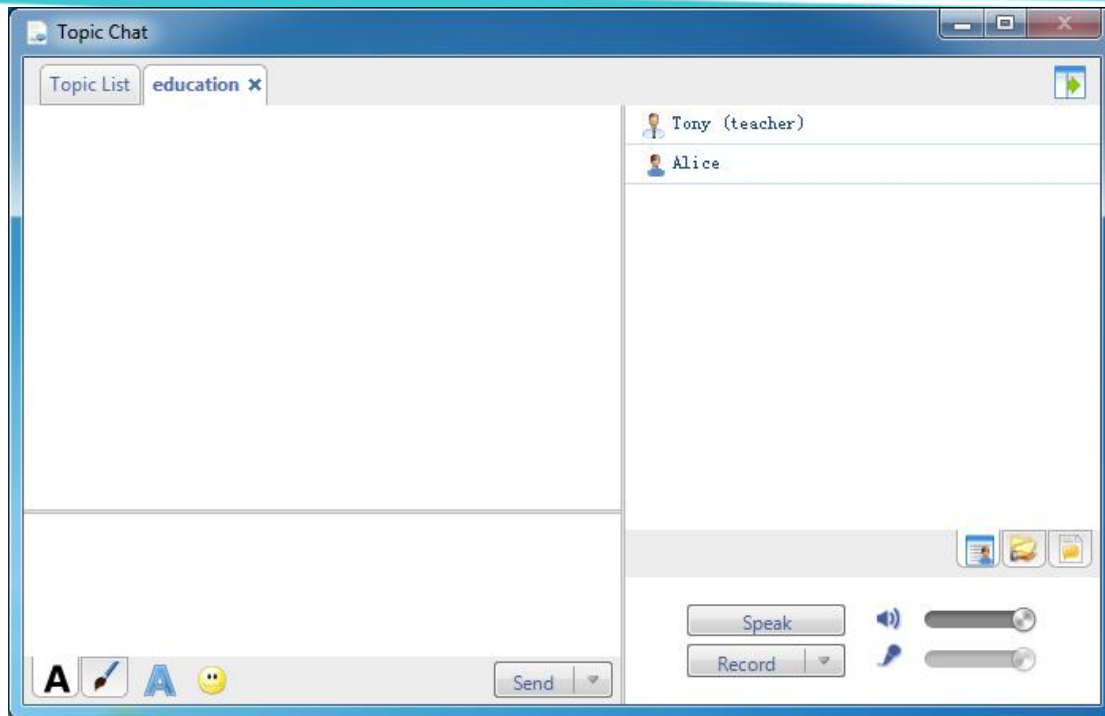 Topic Chat
Topic List education
Tony (teacher)
Alice
Speak
Record
A A Send